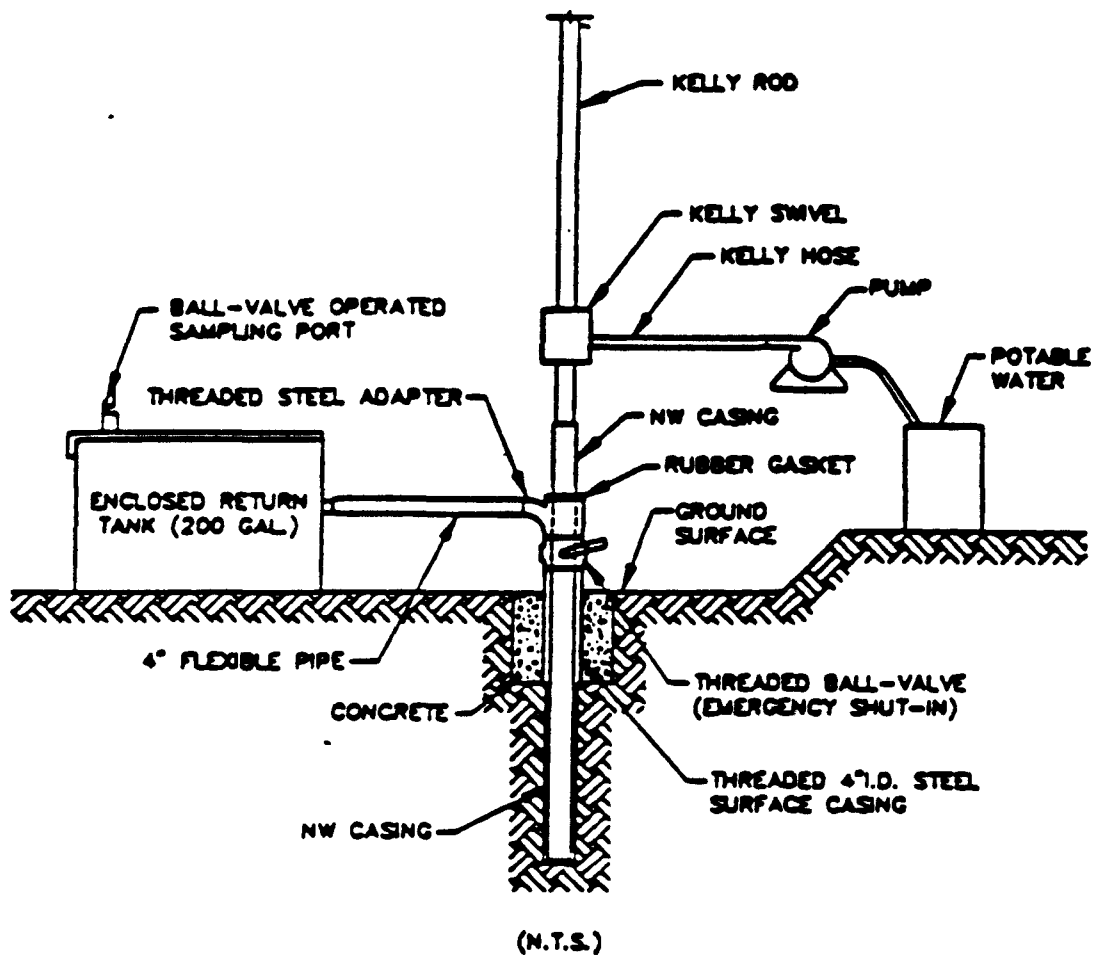 KELLY ROD
KELLY SWIVEL
KELLY HOSE
PUMP
BALL-VALVE OPERATED
SAMPLING PORT
POTABLE
WATER
THREADED STEEL ADAPTER
NW CASING
RUBBER GASKET
ENCLOSED RETURN
TANK (200 GAL.)
GROUND
SURFACE
4" FLEXIBLE PIPE
THREADED BALL-VALVE
(EMERGENCY SHUT-IN)
CONCRETE
THREADED 4"I.D. STEEL
SURFACE CASING
NW CASING
(N.T.S.)